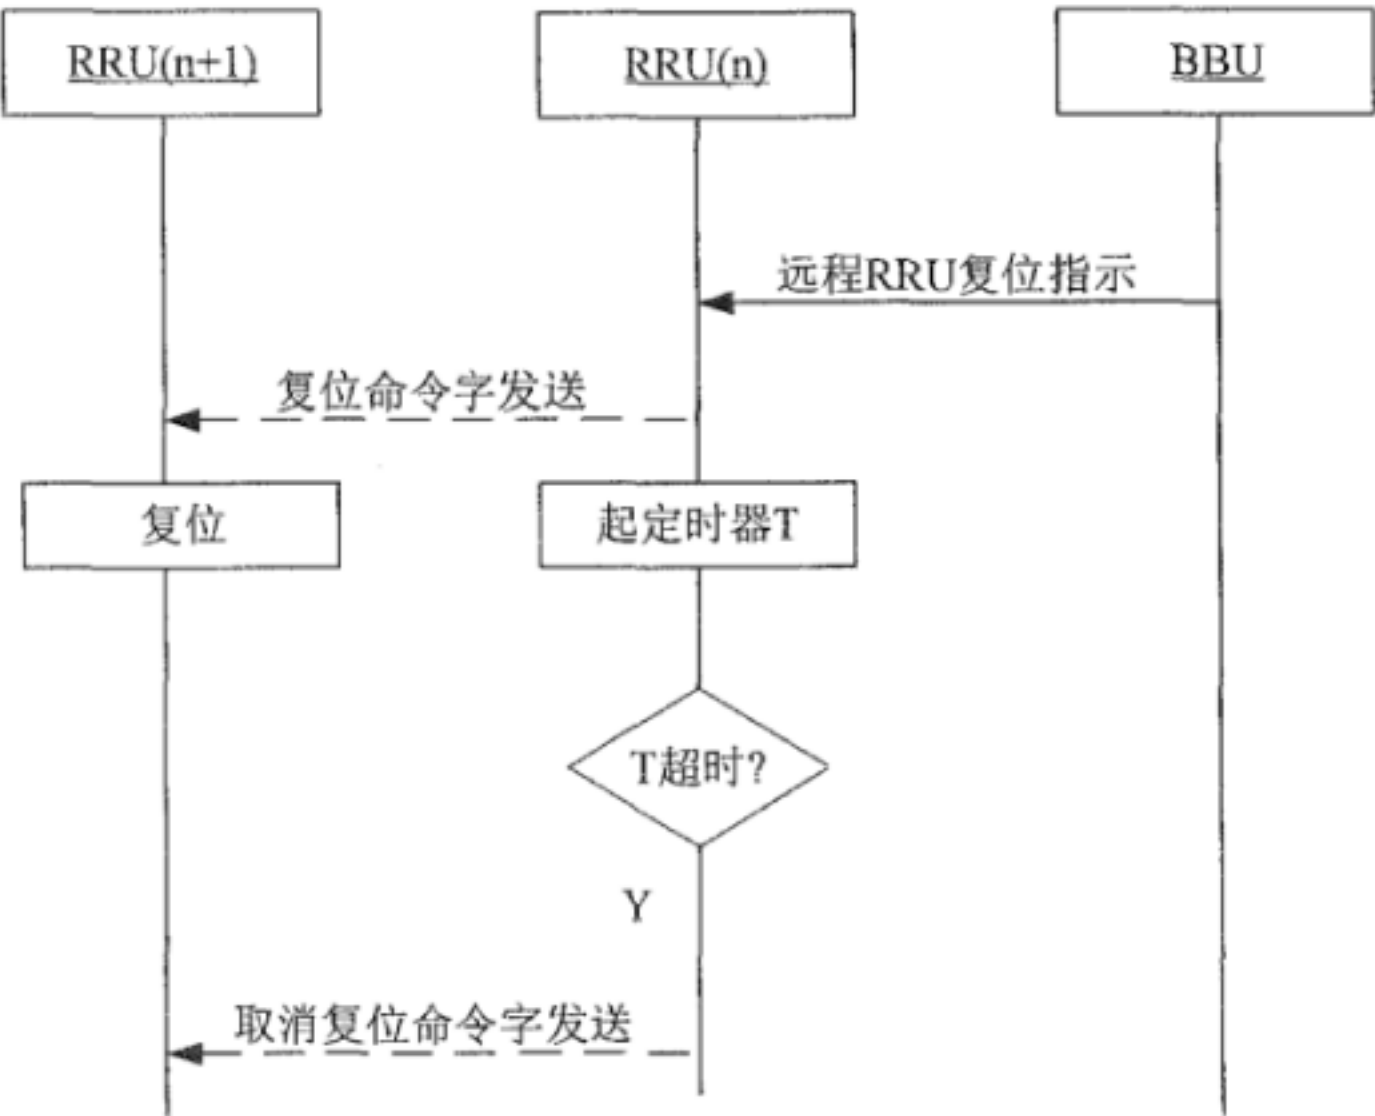 RRU(n+1)
RRU(n)
BBU
远程RRU复位指示
复位命令字发送
复位
起定时器T
T超时?
Y
取消复位命令字发送